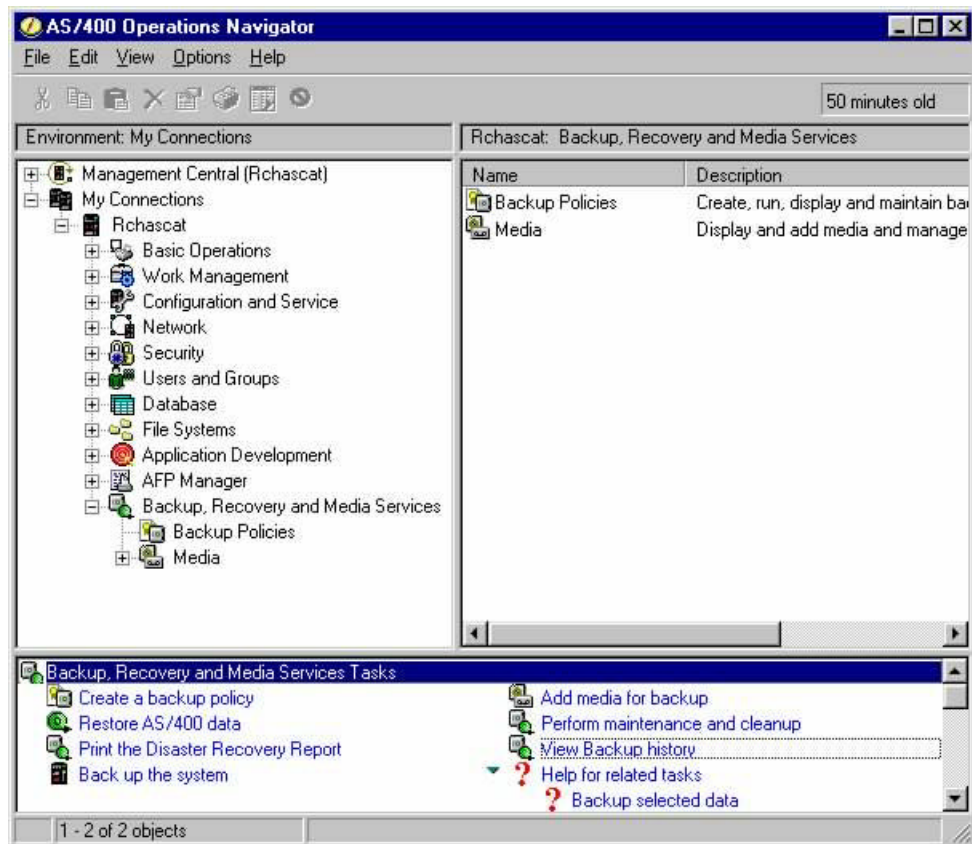 AS/400 Operations Navigator
File Edit View Options Help
50 minutes old
Environment: My Connections
Rchascat: Backup, Recovery and Media Services
Management Central (Rchascat)
My Connections
Rchascat
Basic Operations
Work Management
Configuration and Service
Network
Security
Users and Groups
Database
File Systems
Application Development
AFP Manager
Backup, Recovery and Media Services
Backup Policies
Media
Name Description
Backup Policies Create, run, display and maintain ba
Media Display and add media and manage
Backup, Recovery and Media Services Tasks
Create a backup policy
Restore AS/400 data
Print the Disaster Recovery Report
Back up the system
Add media for backup
Perform maintenance and cleanup
View Backup history
? Help for related tasks
? Backup selected data
1 - 2 of 2 objects